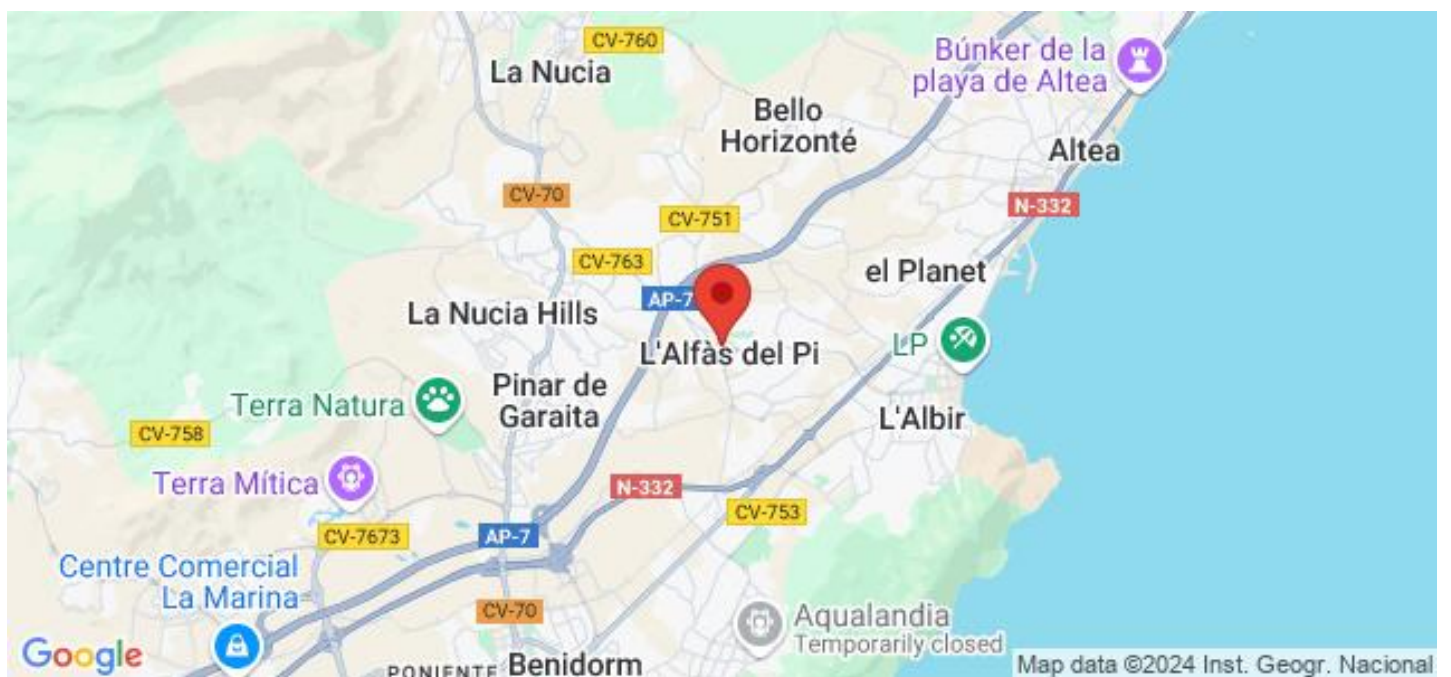 CV-760
La Nucia
Búnker de la
playa de Altea
Bello
Horizonté
Altea
CV-70
N-332
CV-751
CV-763
el Planet
AP-7
La Nucia Hills
L'Alfàs del Pi
LP
Pinar de
Garaita
Terra Natura
L'Albir
CV-758
Terra Mítica
N-332
CV-753
CV-7673
AP-7
Centre Comercial
La Marina
CV-70
Aqualandia
Temporarily closed
Google
PONIENTE
Benidorm
Map data ©2024 Inst. Geogr. Nacional